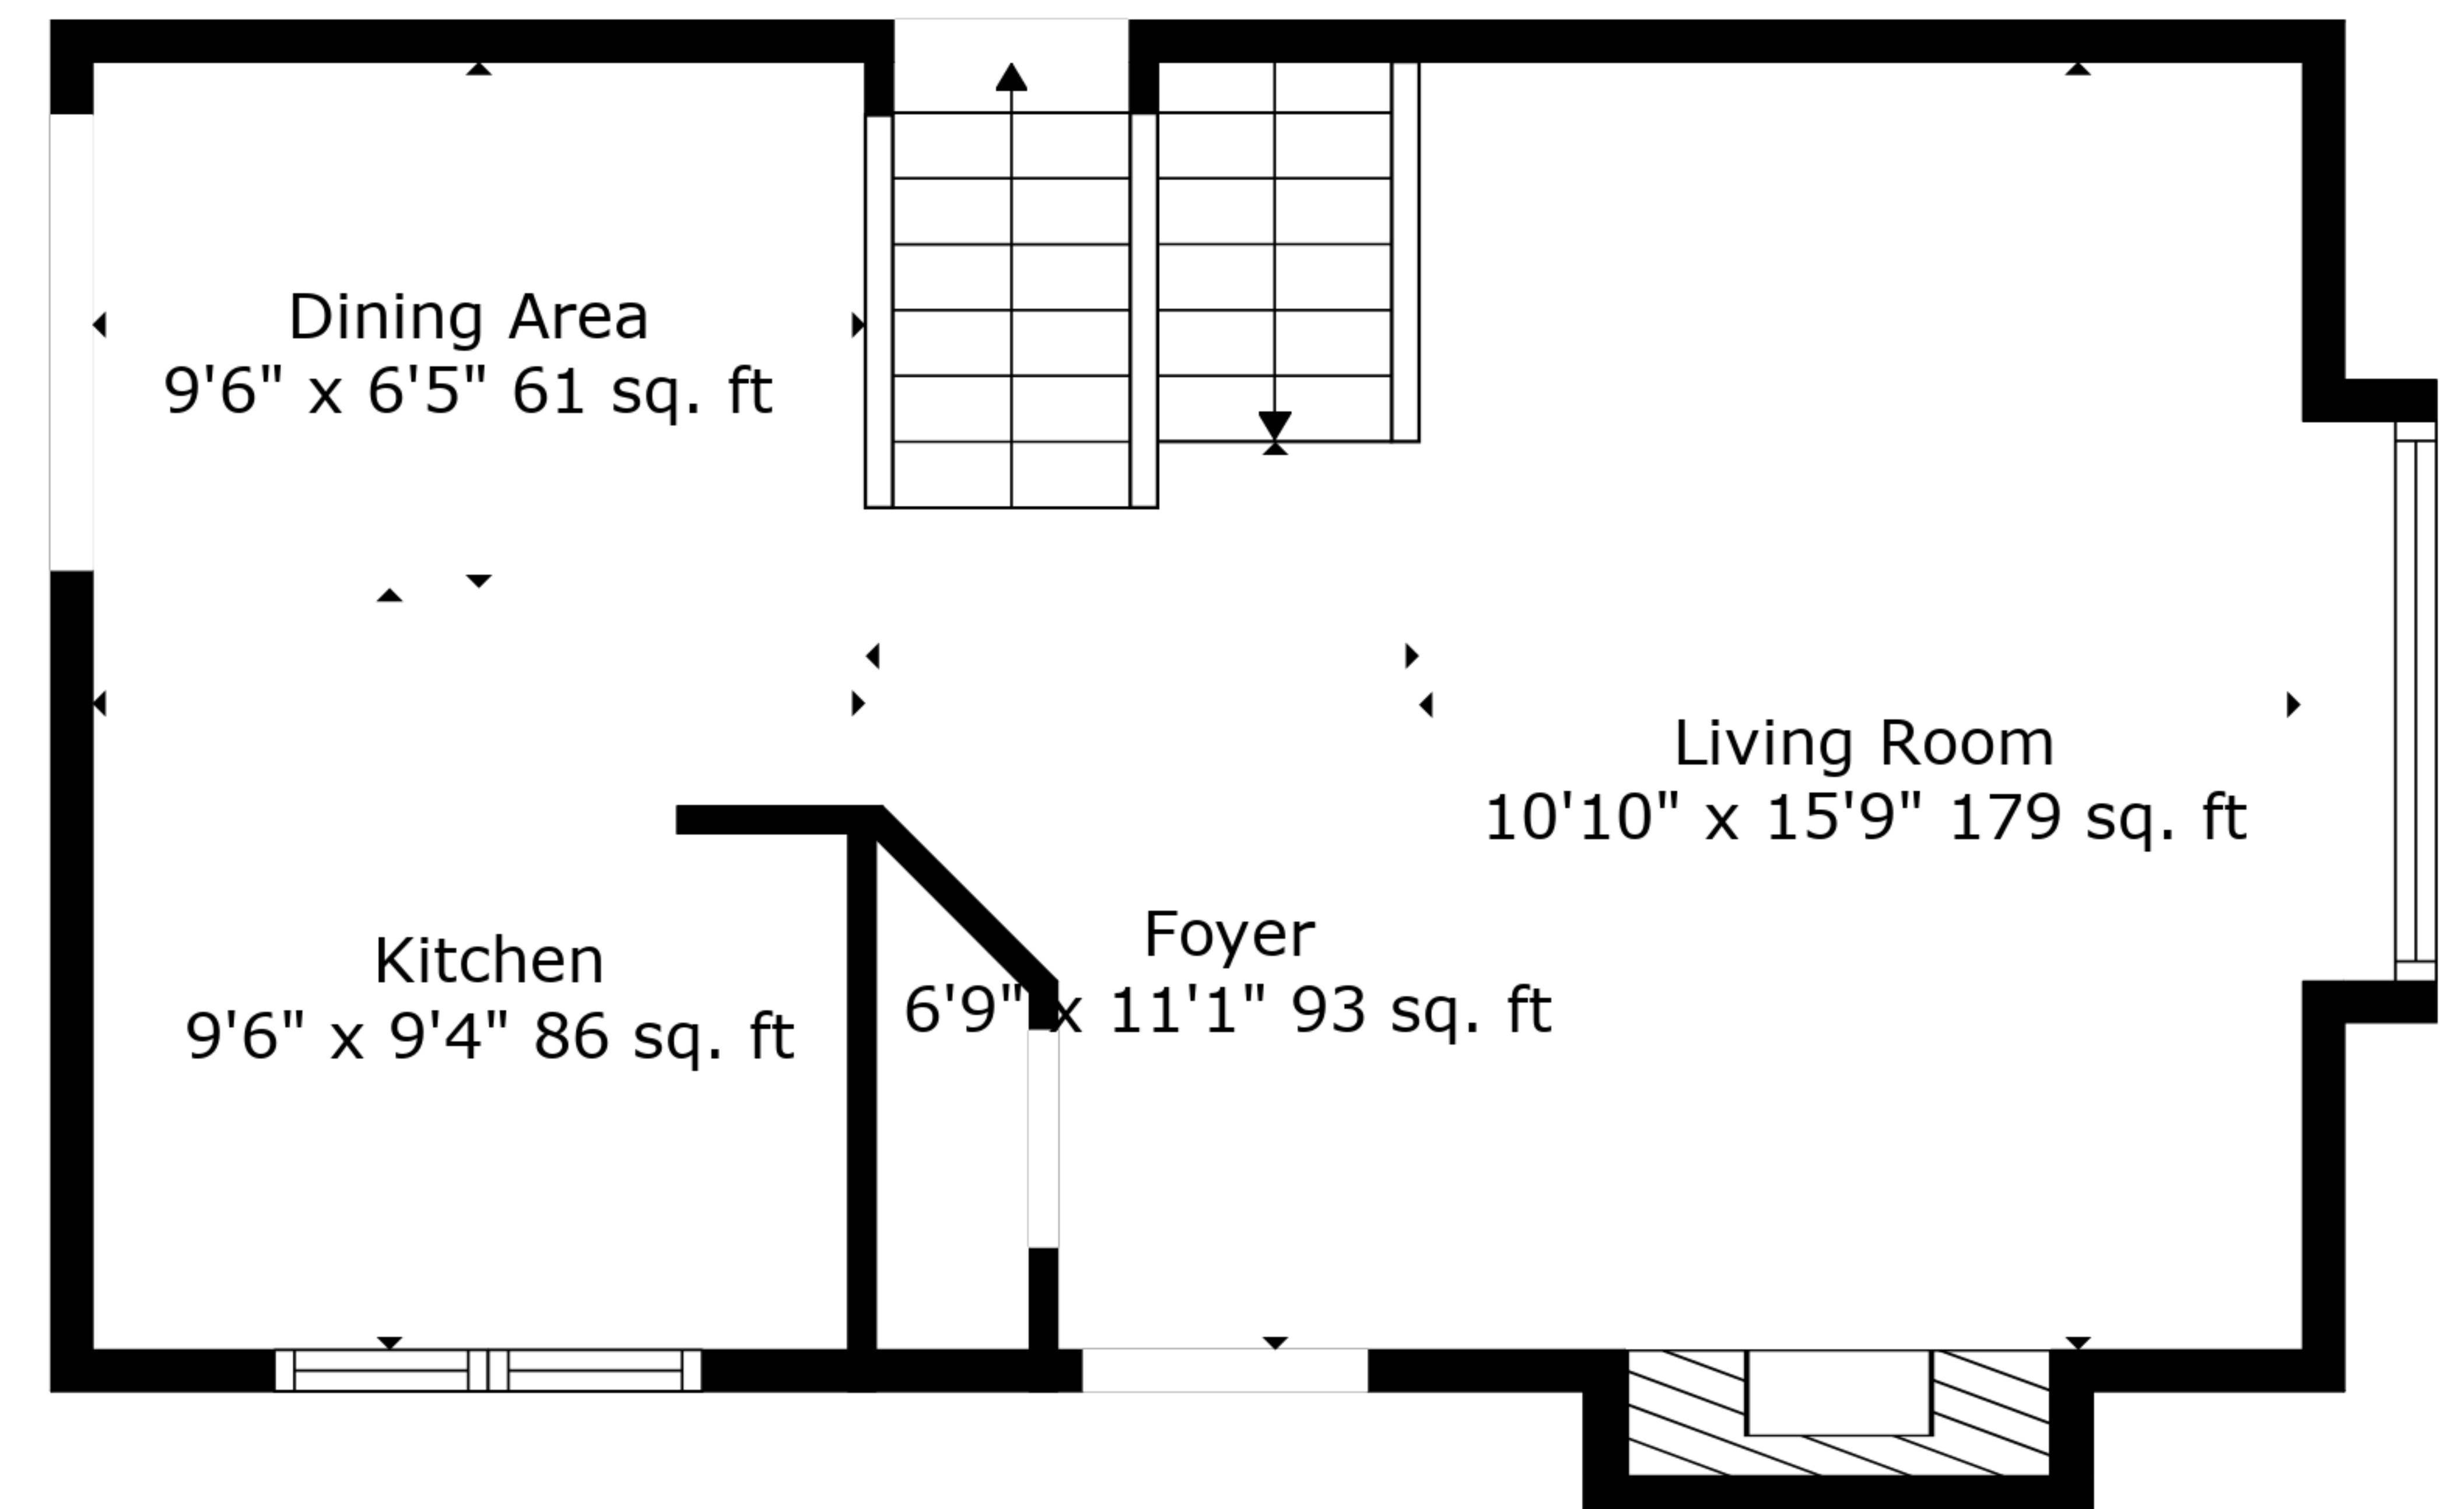 Dining Area
9'6" x 6'5" 61 sq. ft
Living Room
10'10" x 15'9" 179 sq. ft
Foyer
6'9" x 11'1" 93 sq. ft
Kitchen
9'6" x 9'4" 86 sq. ft